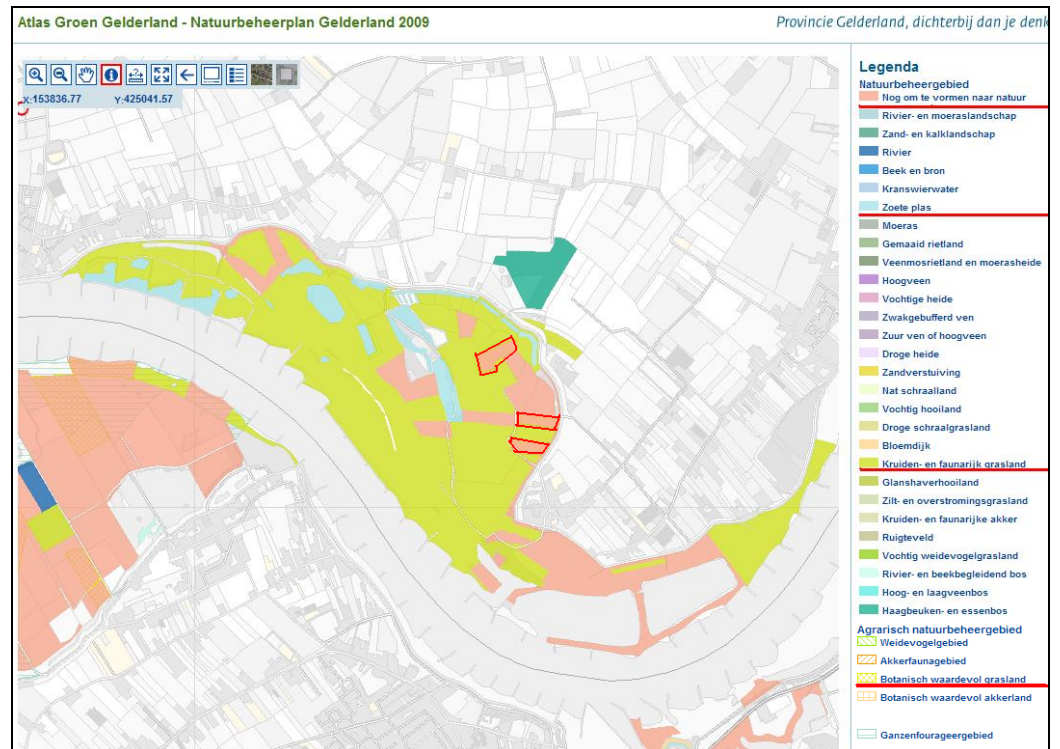 Atlas Groen Gelderland - Natuurbeheerplan Gelderland 2009
Provincie Gelderland, dichterbij dan je denk
X:153836.77 Y:425041.57
Legenda
Natuurbeheergebied
Nog om te vormen naar natuur
Rivier- en moeraslandschap
Zand- en kalklandschap
Rivier
Beek en bron
Kranswierwater
Zoete plas
Moeras
Gemaaid rietland
Veenmosrietland en moerasheide
Hoogveen
Vochtige heide
Zwakgebufferd ven
Zuur ven of hoogveen
Droge heide
Zandverstuiving
Nat schraalland
Vochtig hooiland
Droge schraalgrasland
Bloemdijk
Kruiden- en faunarijk grasland
Glanshaverhooiland
Zilt- en overstromingsgrasland
Kruiden- en faunarijke akker
Ruigteveld
Vochtig weidevogelgrasland
Rivier- en beekbegleidend bos
Hoog- en laagveenbos
Haagbeuken- en essenbos
Agrarisch natuurbeheergebied
Weidevogelgebied
Akkerfaunagebied
Botanisch waardevol grasland
Botanisch waardevol akkerland
Ganzenfourageergebied